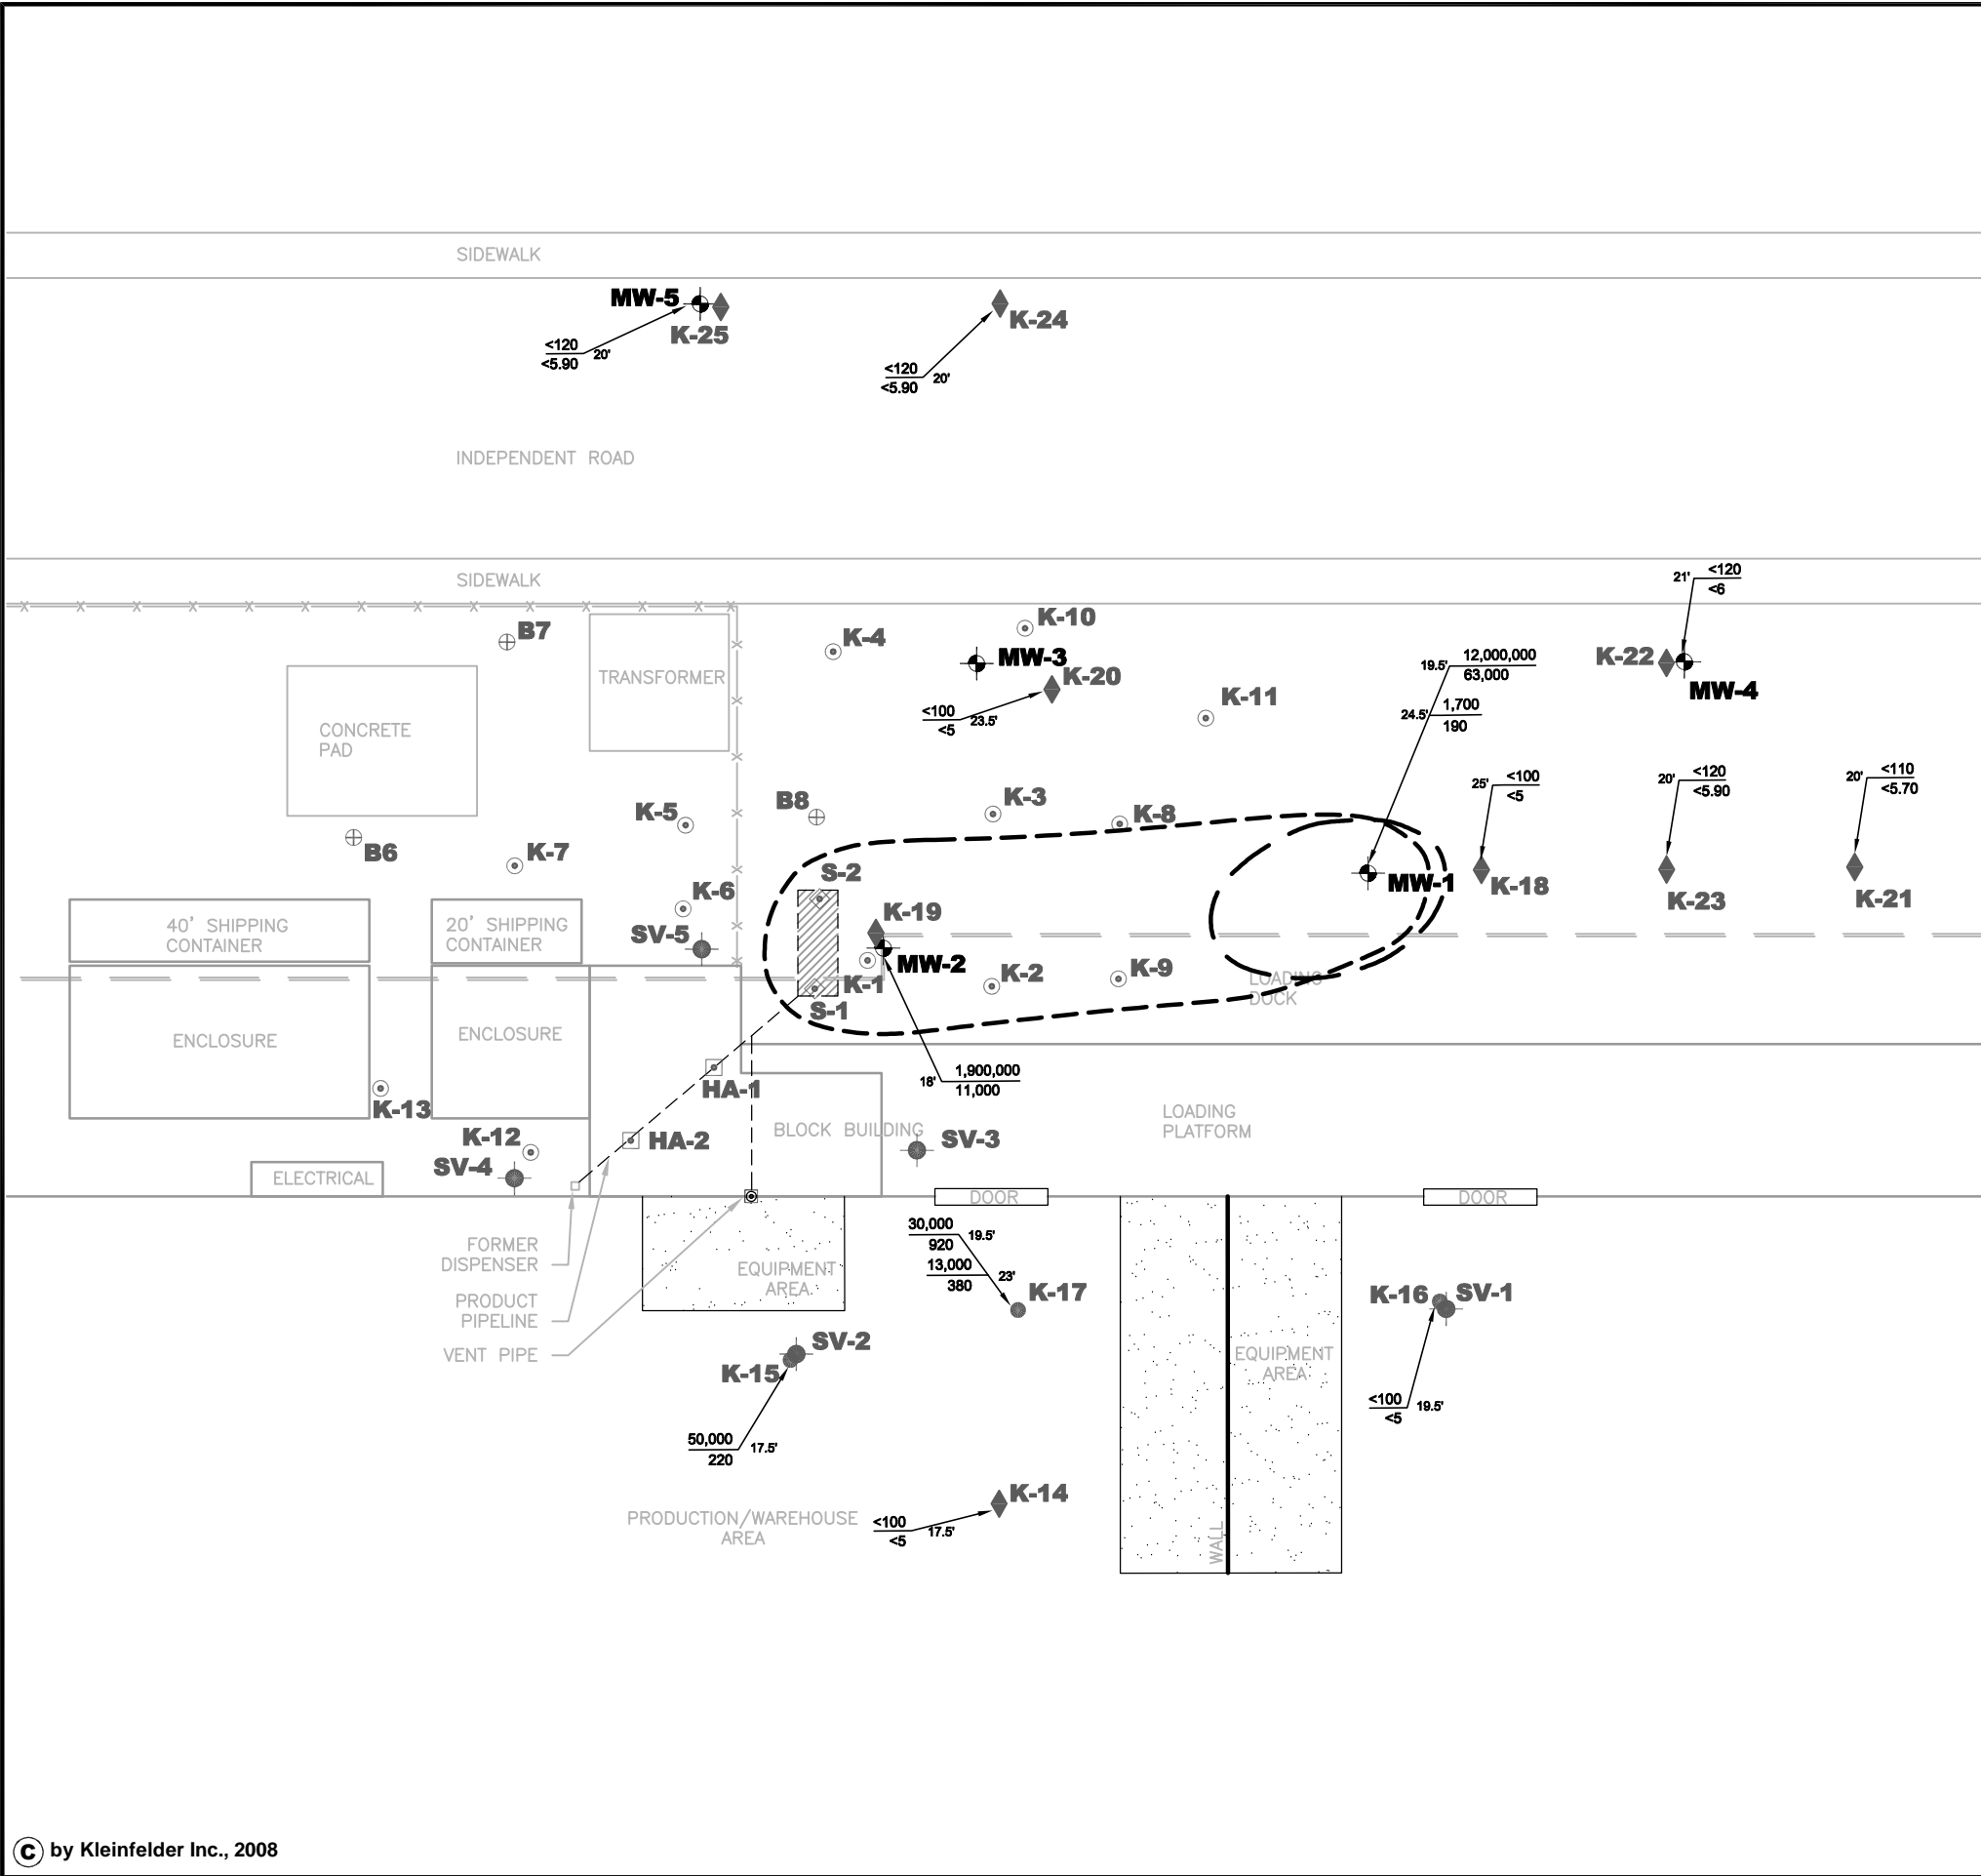 SIDEWALK
MW-5
K-25
<120
<5.90
20'
K-24
<120
<5.90
20'
INDEPENDENT ROAD
SIDEWALK
21'
<120
<6
B7
K-4
K-10
MW-3
K-20
<100
<5
23.5'
TRANSFORMER
K-11
19.5'
12,000,000
63,000
24.5'
1,700
190
K-22
MW-4
CONCRETE
PAD
25'
<100
<5
20'
<120
<5.90
20'
<110
<5.70
K-5
B8
K-3
K-8
B6
K-7
S-2
MW-1
K-18
K-23
K-21
K-6
K-19
40' SHIPPING
CONTAINER
20' SHIPPING
CONTAINER
SV-5
MW-2
K-1
K-2
K-9
S-1
LOADING
DOCK
ENCLOSURE
ENCLOSURE
HA-1
18'
1,900,000
11,000
K-13
K-12
HA-2
BLOCK BUILDING
SV-3
LOADING
PLATFORM
SV-4
ELECTRICAL
DOOR
DOOR
FORMER
DISPENSER
PRODUCT
PIPELINE
VENT PIPE
EQUIPMENT
AREA
30,000
920
19.5'
13,000
380
23'
K-17
K-16
SV-1
SV-2
K-15
EQUIPMENT
AREA
<100
<5
19.5'
50,000
220
17.5'
K-14
PRODUCTION/WAREHOUSE
AREA
<100
<5
17.5'
WALL
© by Kleinfelder Inc., 2008